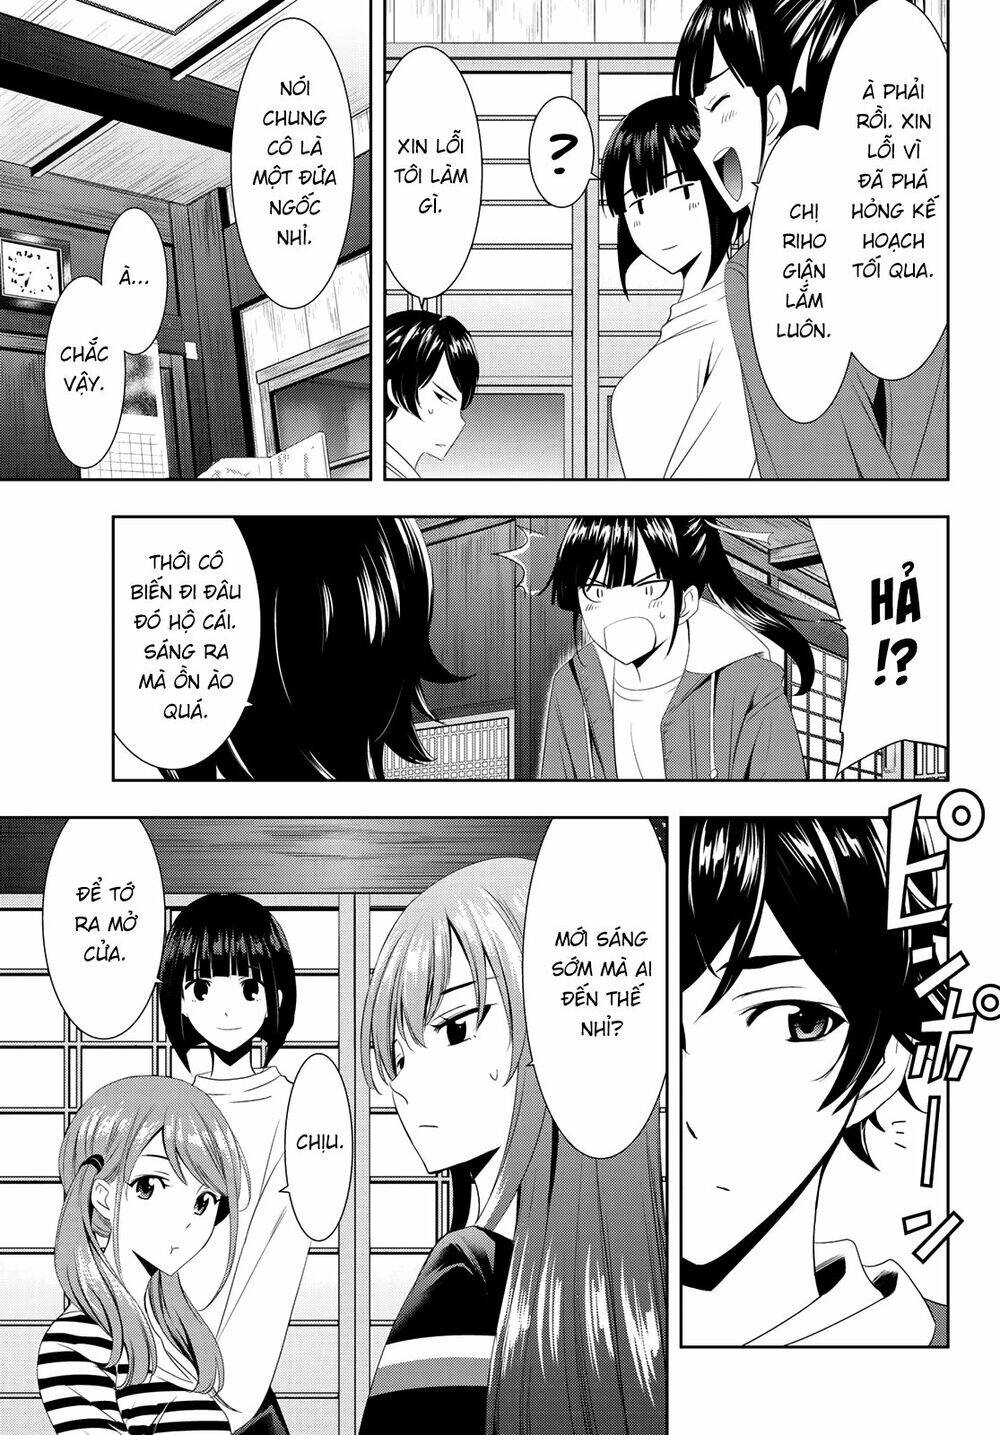 À PHẢI
RỒI. XIN
LỖI VÌ
ĐÃ PHÁ
HỎNG KẾ
HOẠCH
TỐI QUA.
CHỊ
RIHO
GIẬN
LẮM
LUÔN.
?
XIN LỖI
TÔI LÀM
GÌ.
NÓI
CHUNG
CÔ LÀ
MỘT ĐỨA
NGỐC
NHỈ.
À...
CHẮC
VẬY.
HẢ
!?
THÔI CÔ
BIẾN ĐI ĐÂU
ĐÓ HỘ CÁI.
SÁNG RA
MÀ ỒN ÀO
QUÁ.
ピンポーン
MỚI SÁNG
SỚM MÀ AI
ĐẾN THẾ
NHỈ?
CHỊU.
ĐỂ TỚ
RA MỞ
CỬA.